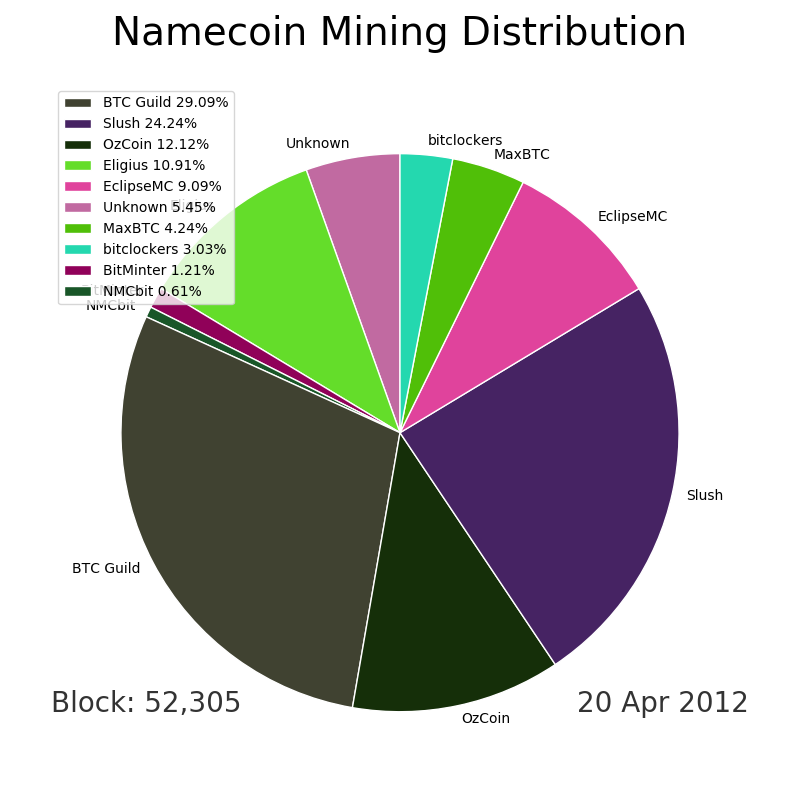 Namecoin Mining Distribution
BTC Guild 29.09%
Slush 24.24%
OzCoin 12.12%
Eligius 10.91%
EclipseMC 9.09%
Unknown 5.45%
MaxBTC 4.24%
bitclockers 3.03%
BitMinter 1.21%
NMCbit 0.61%
Unknown
bitclockers
MaxBTC
EclipseMC
Eligius
BitMinter
NMCbit
Slush
BTC Guild
OzCoin
Block: 52,305
20 Apr 2012